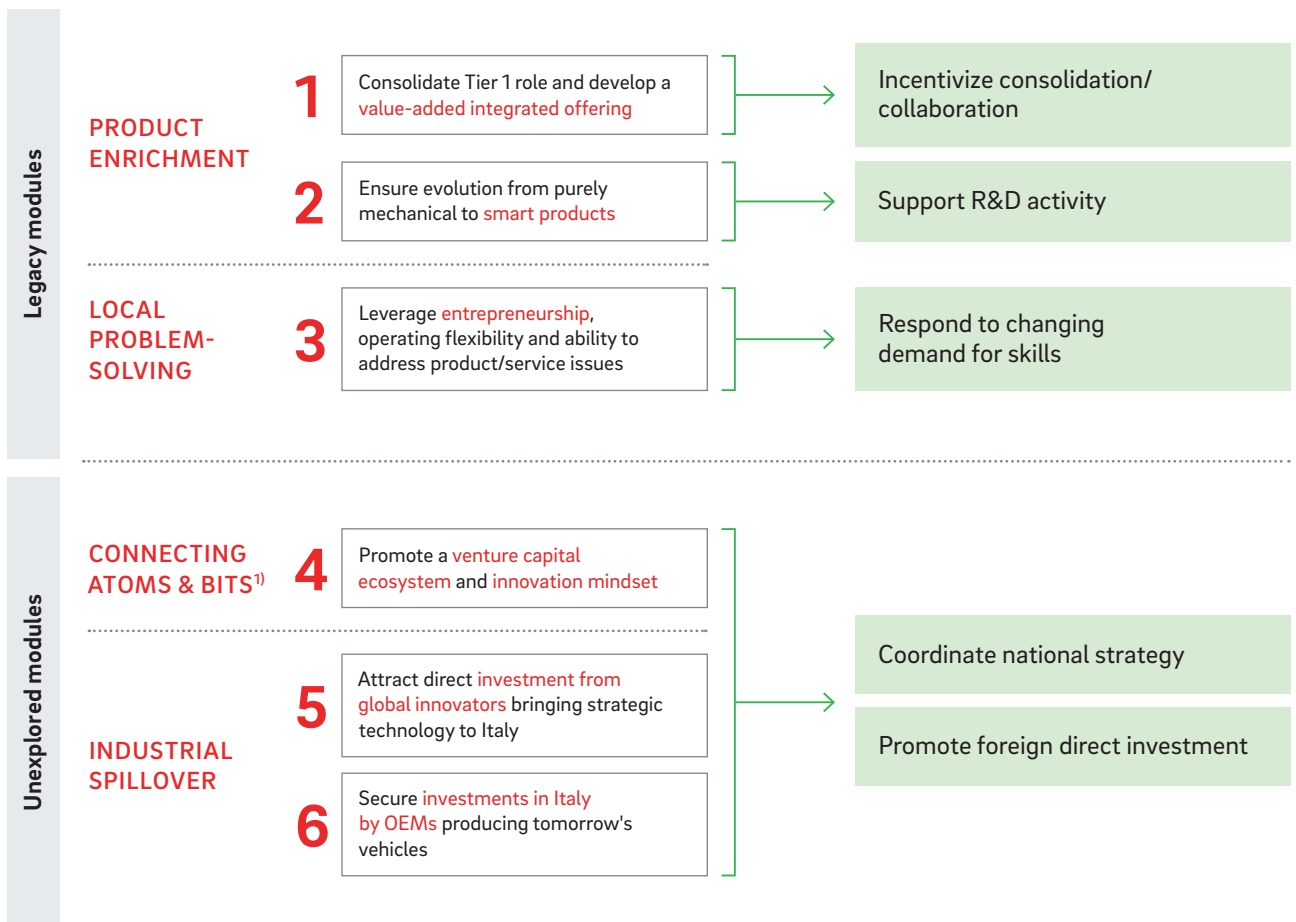 Legacy modules
PRODUCT
ENRICHMENT
1
Consolidate Tier 1 role and develop a
value-added integrated offering
Incentivize consolidation/
collaboration
2
Ensure evolution from purely
mechanical to smart products
Support R&D activity
LOCAL
PROBLEM-
SOLVING
3
Leverage entrepreneurship,
operating flexibility and ability to
address product/service issues
Respond to changing
demand for skills
Unexplored modules
CONNECTING
ATOMS & BITS¹⁾
4
Promote a venture capital
ecosystem and innovation mindset
INDUSTRIAL
SPILLOVER
5
Attract direct investment from
global innovators bringing strategic
technology to Italy
6
Secure investments in Italy
by OEMs producing tomorrow's
vehicles
Coordinate national strategy
Promote foreign direct investment